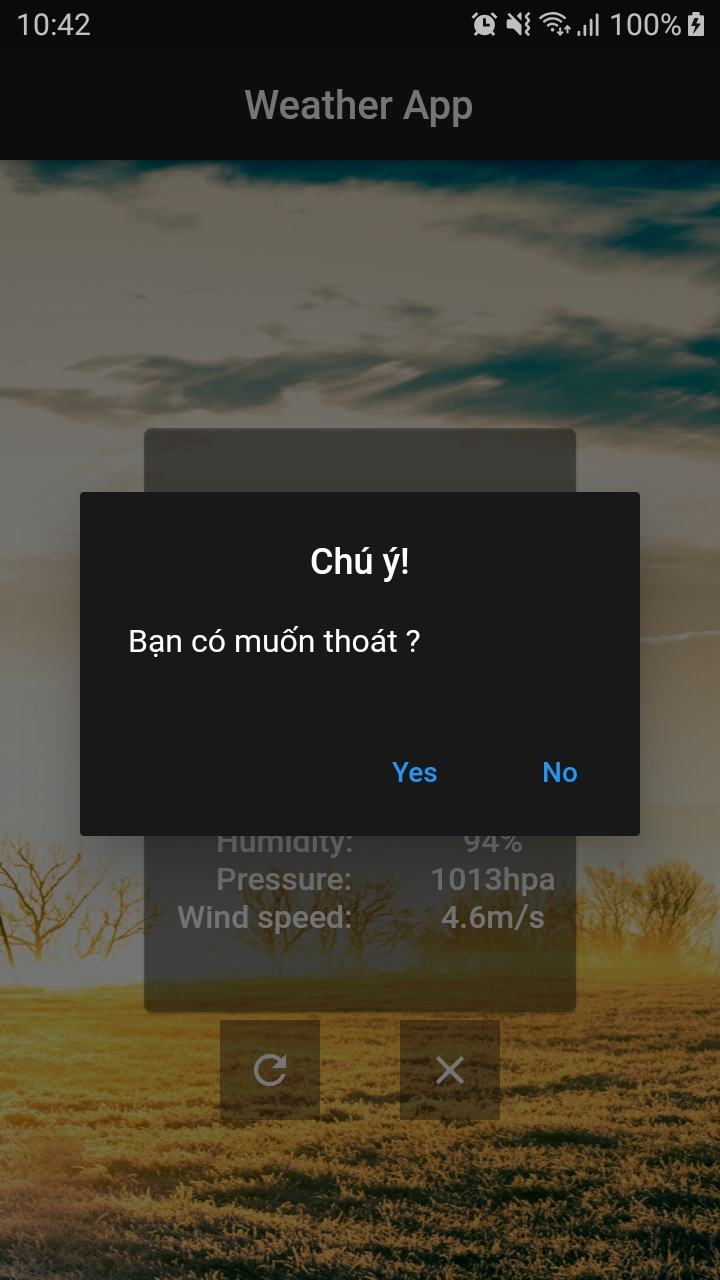 10:42 100%
Weather App
Chú ý!
Bạn có muốn thoát ?
Yes No
Humidity: 94%
Pressure: 1013hpa
Wind speed: 4.6m/s